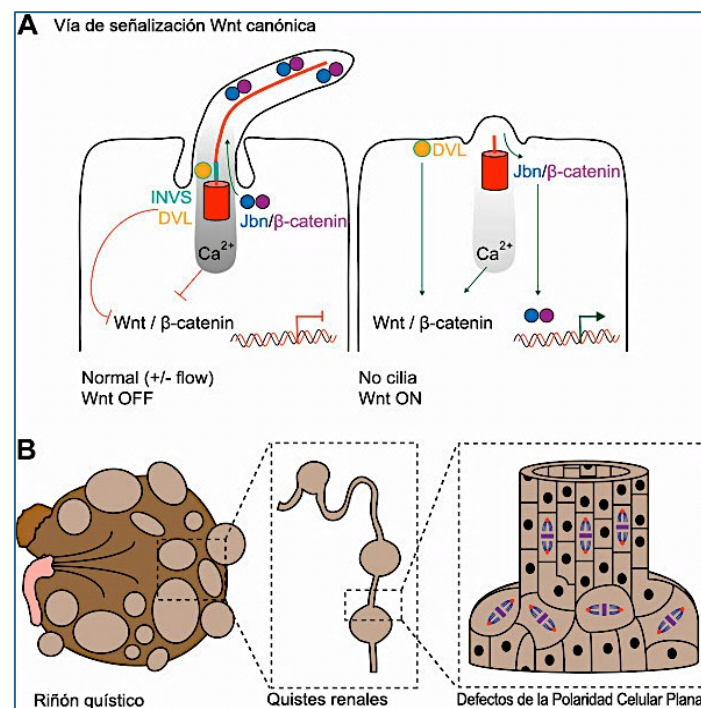 A Vía de señalización Wnt canónica
INVS
DVL
Jbn/β-catenin
Ca2+
Wnt / β-catenin
Normal (+/- flow)
Wnt OFF
DVL
Jbn/β-catenin
Ca2+
Wnt / β-catenin
No cilia
Wnt ON
B
Riñón quístico
Quistes renales
Defectos de la Polaridad Celular Plana